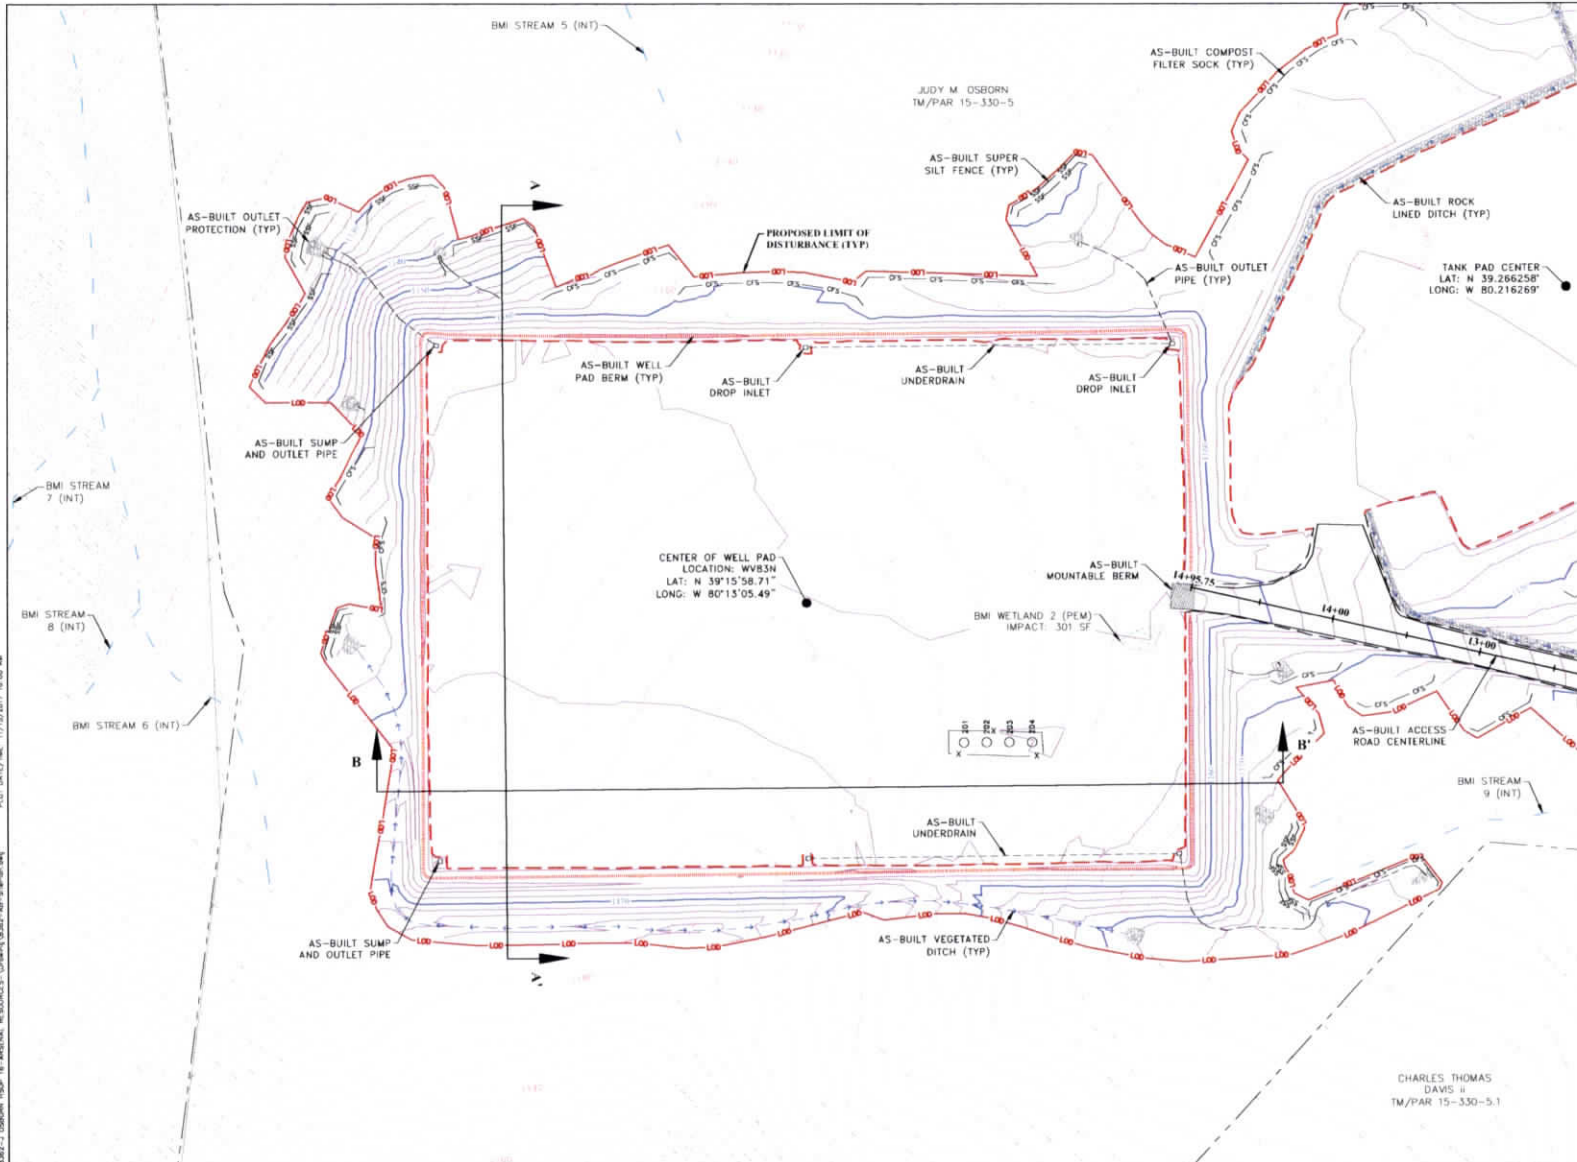 BMI STREAM 5 (INT)
JUDY M. OSBORN
TM/PAR 15-330-5
AS-BUILT COMPOST
FILTER SOCK (TYP)
AS-BUILT SUPER
SILT FENCE (TYP)
AS-BUILT ROCK
LINED DITCH (TYP)
AS-BUILT OUTLET
PROTECTION (TYP)
PROPOSED LIMIT OF
DISTURBANCE (TYP)
AS-BUILT OUTLET
PIPE (TYP)
TANK PAD CENTER
LAT: N 39.266258°
LONG: W 80.216269°
AS-BUILT WELL
PAD BERM (TYP)
AS-BUILT
DROP INLET
AS-BUILT
UNDERDRAIN
AS-BUILT
DROP INLET
AS-BUILT SUMP
AND OUTLET PIPE
BMI STREAM
7 (INT)
CENTER OF WELL PAD
LOCATION: WVB3N
LAT: N 39°15'58.71"
LONG: W 80°13'05.49"
AS-BUILT
MOUNTABLE BERM
14+95.75
14+00
13+00
BMI WETLAND 2 (PEM)
IMPACT: 301 SF
BMI STREAM
8 (INT)
BMI STREAM 6 (INT)
201
202
203
204
AS-BUILT ACCESS
ROAD CENTERLINE
B
B'
BMI STREAM
9 (INT)
AS-BUILT
UNDERDRAIN
AS-BUILT SUMP
AND OUTLET PIPE
AS-BUILT VEGETATED
DITCH (TYP)
A
A'
LOD
CFS
SSF
CHARLES THOMAS
DAVIS II
TM/PAR 15-330-5.1